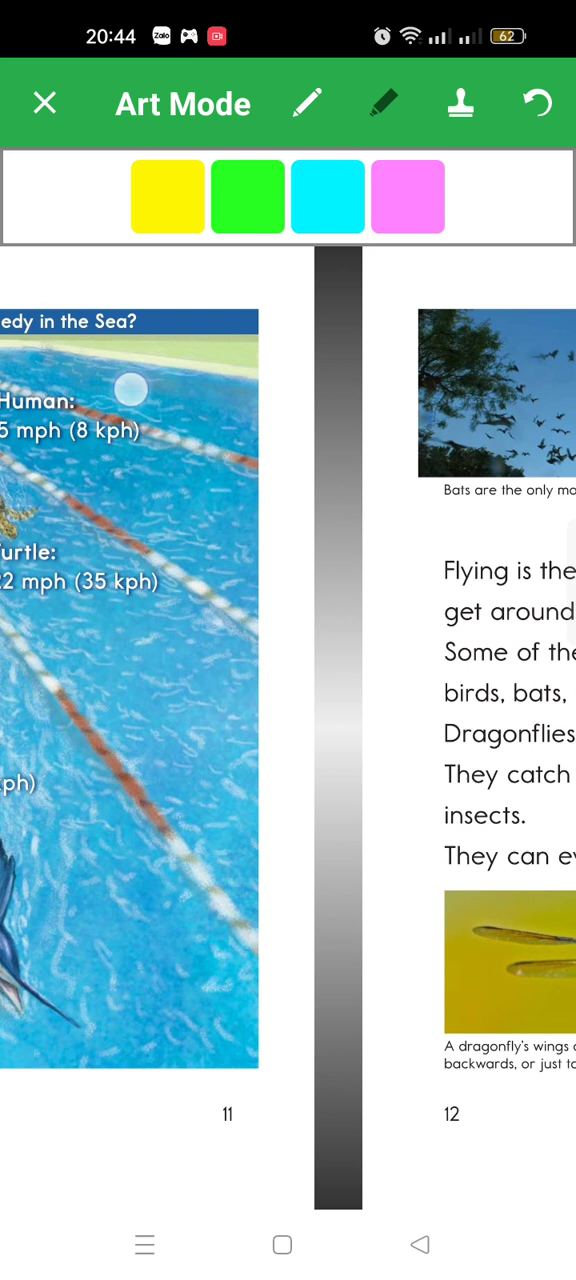 20:44 Zalo 62
Art Mode
edy in the Sea?
Human:
5 mph (8 kph)
urtle:
22 mph (35 kph)
ph)
11
Bats are the only ma
Flying is the
get around
Some of the
birds, bats,
Dragonflies
They catch
insects.
They can ev
A dragonfly's wings
backwards, or just to
12